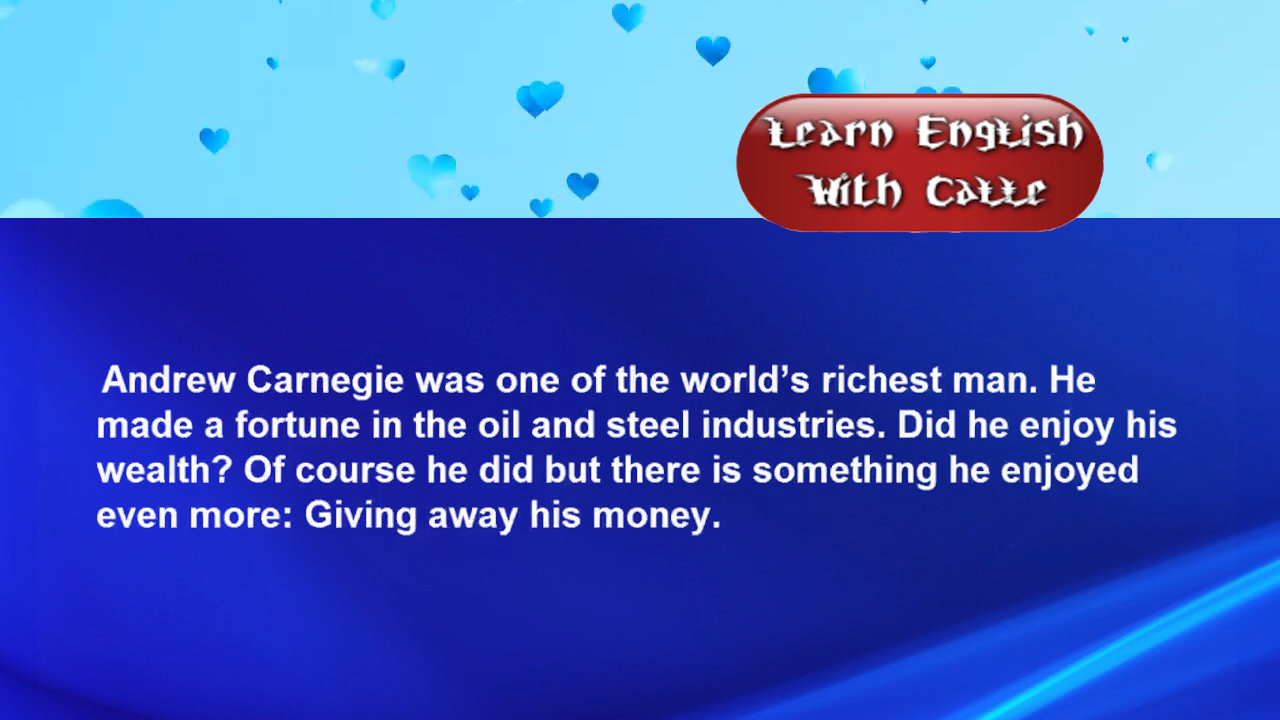 Learn English
With Calle
Andrew Carnegie was one of the world’s richest man. He
made a fortune in the oil and steel industries. Did he enjoy his
wealth? Of course he did but there is something he enjoyed
even more: Giving away his money.